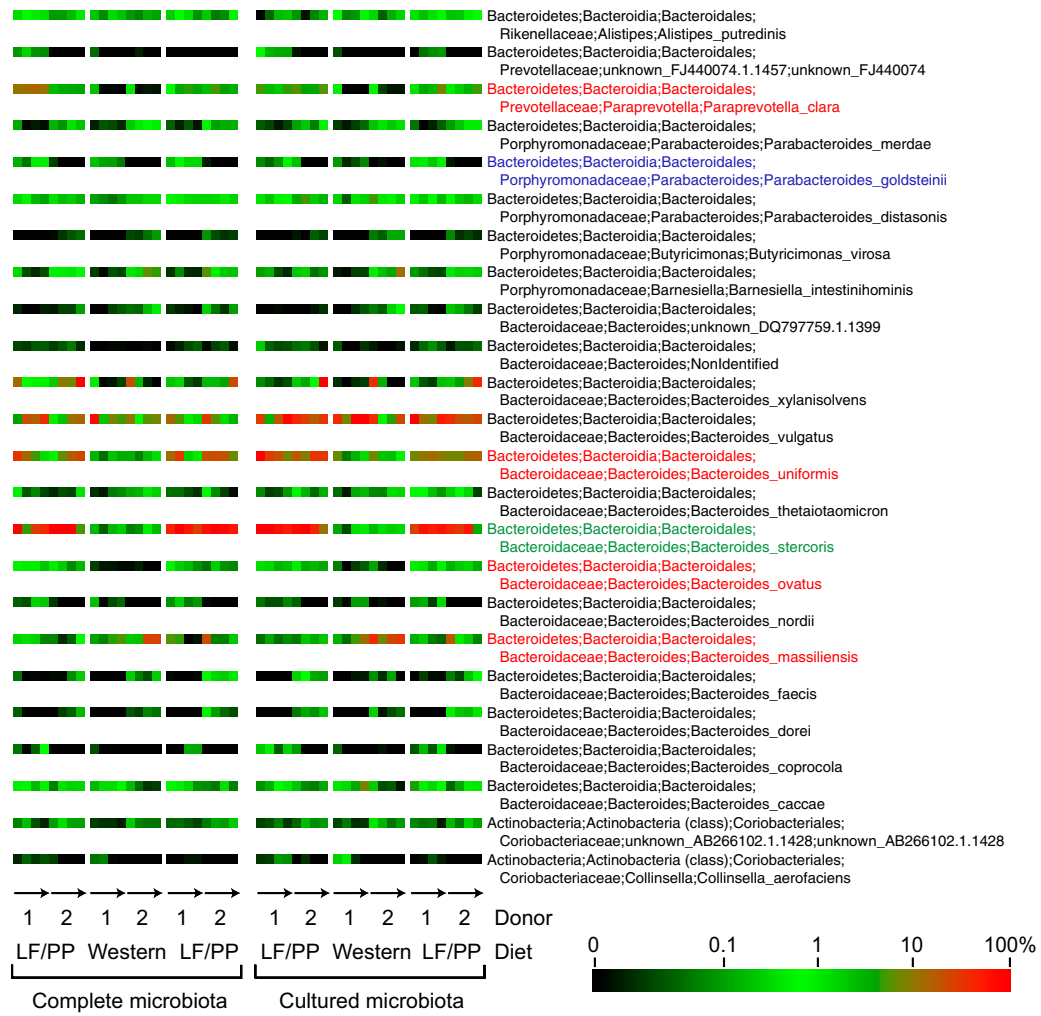 Bacteroidetes;Bacteroidia;Bacteroidales;
Rikenellaceae;Alistipes;Alistipes_putredinis
Bacteroidetes;Bacteroidia;Bacteroidales;
Prevotellaceae;unknown_FJ440074.1.1457;unknown_FJ440074
Bacteroidetes;Bacteroidia;Bacteroidales;
Prevotellaceae;Paraprevotella;Paraprevotella_clara
Bacteroidetes;Bacteroidia;Bacteroidales;
Porphyromonadaceae;Parabacteroides;Parabacteroides_merdae
Bacteroidetes;Bacteroidia;Bacteroidales;
Porphyromonadaceae;Parabacteroides;Parabacteroides_goldsteinii
Bacteroidetes;Bacteroidia;Bacteroidales;
Porphyromonadaceae;Parabacteroides;Parabacteroides_distasonis
Bacteroidetes;Bacteroidia;Bacteroidales;
Porphyromonadaceae;Butyricimonas;Butyricimonas_virosa
Bacteroidetes;Bacteroidia;Bacteroidales;
Porphyromonadaceae;Barnesiella;Barnesiella_intestinihominis
Bacteroidetes;Bacteroidia;Bacteroidales;
Bacteroidaceae;Bacteroides;unknown_DQ797759.1.1399
Bacteroidetes;Bacteroidia;Bacteroidales;
Bacteroidaceae;Bacteroides;NonIdentified
Bacteroidetes;Bacteroidia;Bacteroidales;
Bacteroidaceae;Bacteroides;Bacteroides_xylanisolvens
Bacteroidetes;Bacteroidia;Bacteroidales;
Bacteroidaceae;Bacteroides;Bacteroides_vulgatus
Bacteroidetes;Bacteroidia;Bacteroidales;
Bacteroidaceae;Bacteroides;Bacteroides_uniformis
Bacteroidetes;Bacteroidia;Bacteroidales;
Bacteroidaceae;Bacteroides;Bacteroides_thetaiotaomicron
Bacteroidetes;Bacteroidia;Bacteroidales;
Bacteroidaceae;Bacteroides;Bacteroides_stercoris
Bacteroidetes;Bacteroidia;Bacteroidales;
Bacteroidaceae;Bacteroides;Bacteroides_ovatus
Bacteroidetes;Bacteroidia;Bacteroidales;
Bacteroidaceae;Bacteroides;Bacteroides_nordii
Bacteroidetes;Bacteroidia;Bacteroidales;
Bacteroidaceae;Bacteroides;Bacteroides_massiliensis
Bacteroidetes;Bacteroidia;Bacteroidales;
Bacteroidaceae;Bacteroides;Bacteroides_faecis
Bacteroidetes;Bacteroidia;Bacteroidales;
Bacteroidaceae;Bacteroides;Bacteroides_dorei
Bacteroidetes;Bacteroidia;Bacteroidales;
Bacteroidaceae;Bacteroides;Bacteroides_coprocola
Bacteroidetes;Bacteroidia;Bacteroidales;
Bacteroidaceae;Bacteroides;Bacteroides_caccae
Actinobacteria;Actinobacteria (class);Coriobacteriales;
Coriobacteriaceae;unknown_AB266102.1.1428;unknown_AB266102.1.1428
Actinobacteria;Actinobacteria (class);Coriobacteriales;
Coriobacteriaceae;Collinsella;Collinsella_aerofaciens
1 2 1 2 1 2 1 2 1 2 1 2 Donor
LF/PP Western LF/PP LF/PP Western LF/PP Diet
Complete microbiota Cultured microbiota
0 0.1 1 10 100%